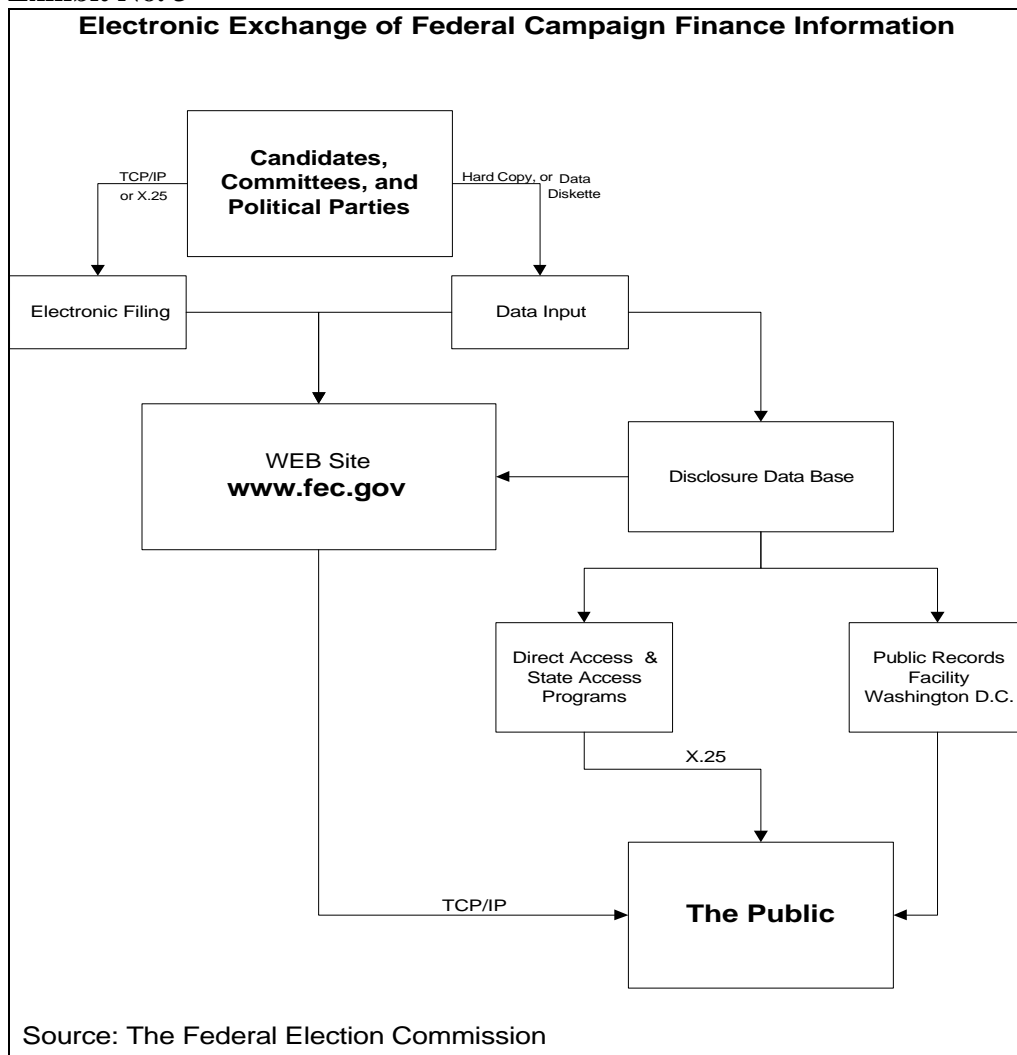 Electronic Exchange of Federal Campaign Finance Information
Candidates,
Committees, and
Political Parties
TCP/IP
or X.25
Hard Copy, or Data
Diskette
Electronic Filing
Data Input
WEB Site
www.fec.gov
Disclosure Data Base
Direct Access & 
State Access
Programs
Public Records
Facility
Washington D.C.
X.25
TCP/IP
The Public
Source: The Federal Election Commission